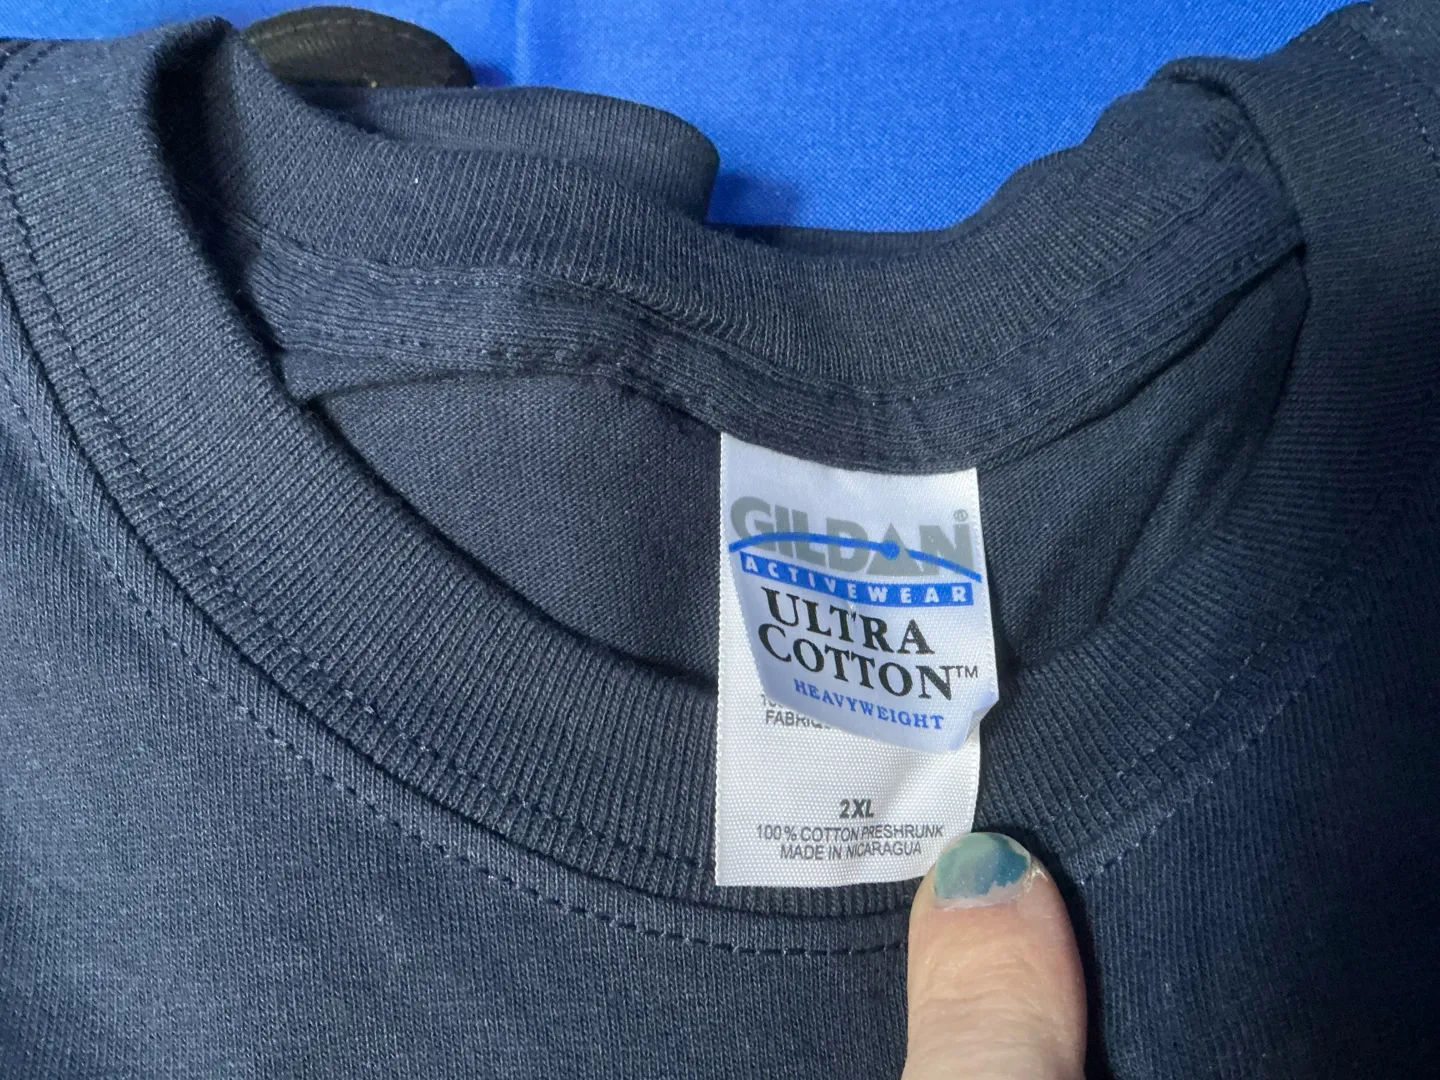 GILDAN®
ACTIVEWEAR
ULTRA
COTTON™
HEAVYWEIGHT
2XL
100% COTTON PRESHRUNK
MADE IN NICARAGUA